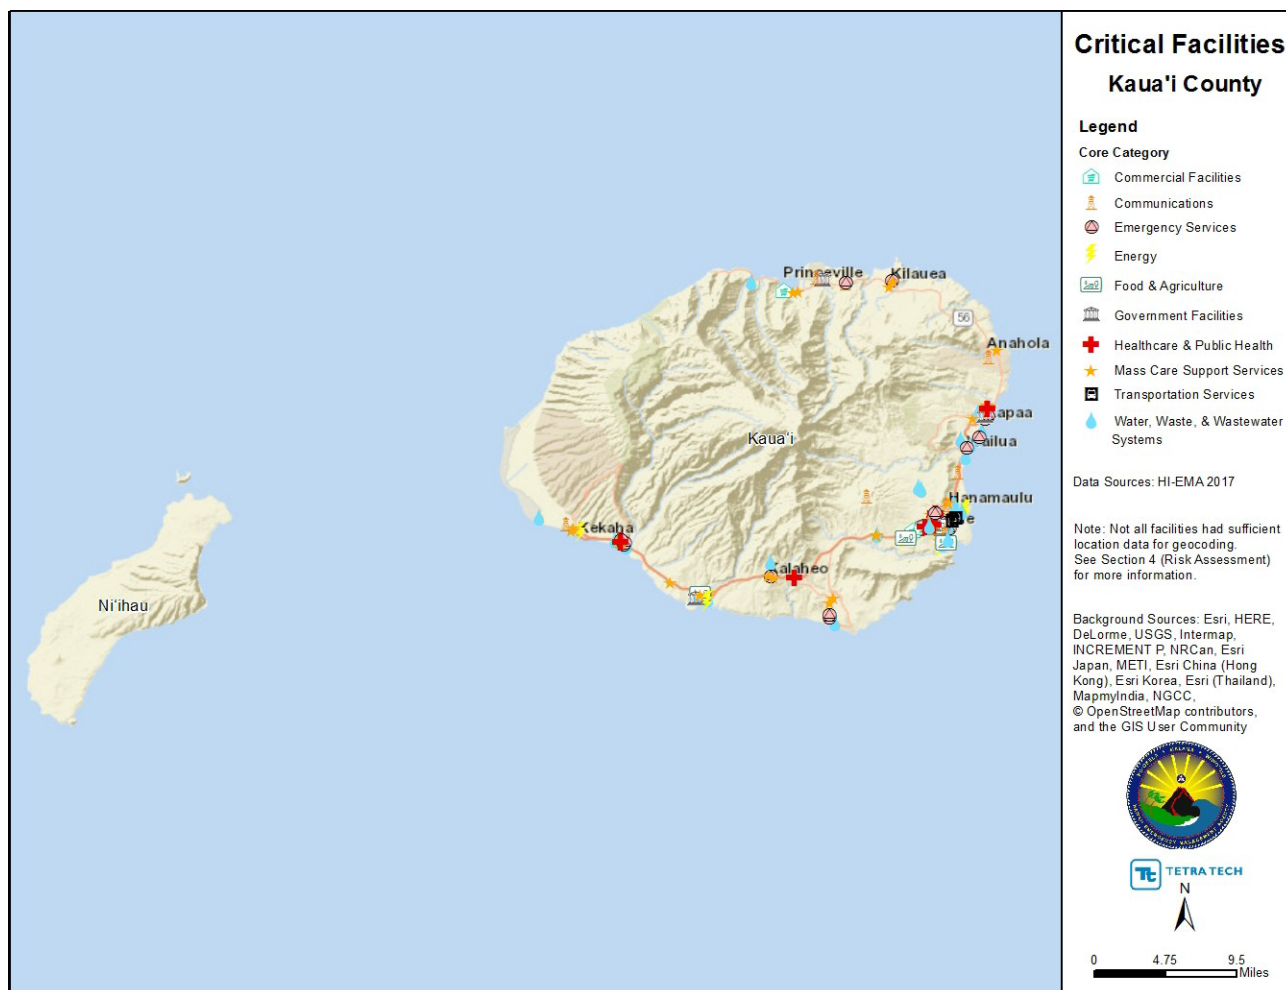 Critical Facilities
Kaua'i County
Legend
Core Category
Commercial Facilities
Communications
Emergency Services
Energy
Food & Agriculture
Government Facilities
Healthcare & Public Health
Mass Care Support Services
Transportation Services
Water, Waste, & Wastewater
Systems
Data Sources: HI-EMA 2017
Note: Not all facilities had sufficient
location data for geocoding.
See Section 4 (Risk Assessment)
for more information.
Background Sources: Esri, HERE,
DeLorme, USGS, Intermap,
INCREMENT P, NRCan, Esri
Japan, METI, Esri China (Hong
Kong), Esri Korea, Esri (Thailand),
MapmyIndia, NGCC,
© OpenStreetMap contributors,
and the GIS User Community
Tt TETRA TECH
N
0 4.75 9.5
Miles
Princeville
Kilauea
56
Anahola
Kaua'i
Hanamaulu
Kekaha
Kalaheo
Ni'ihau